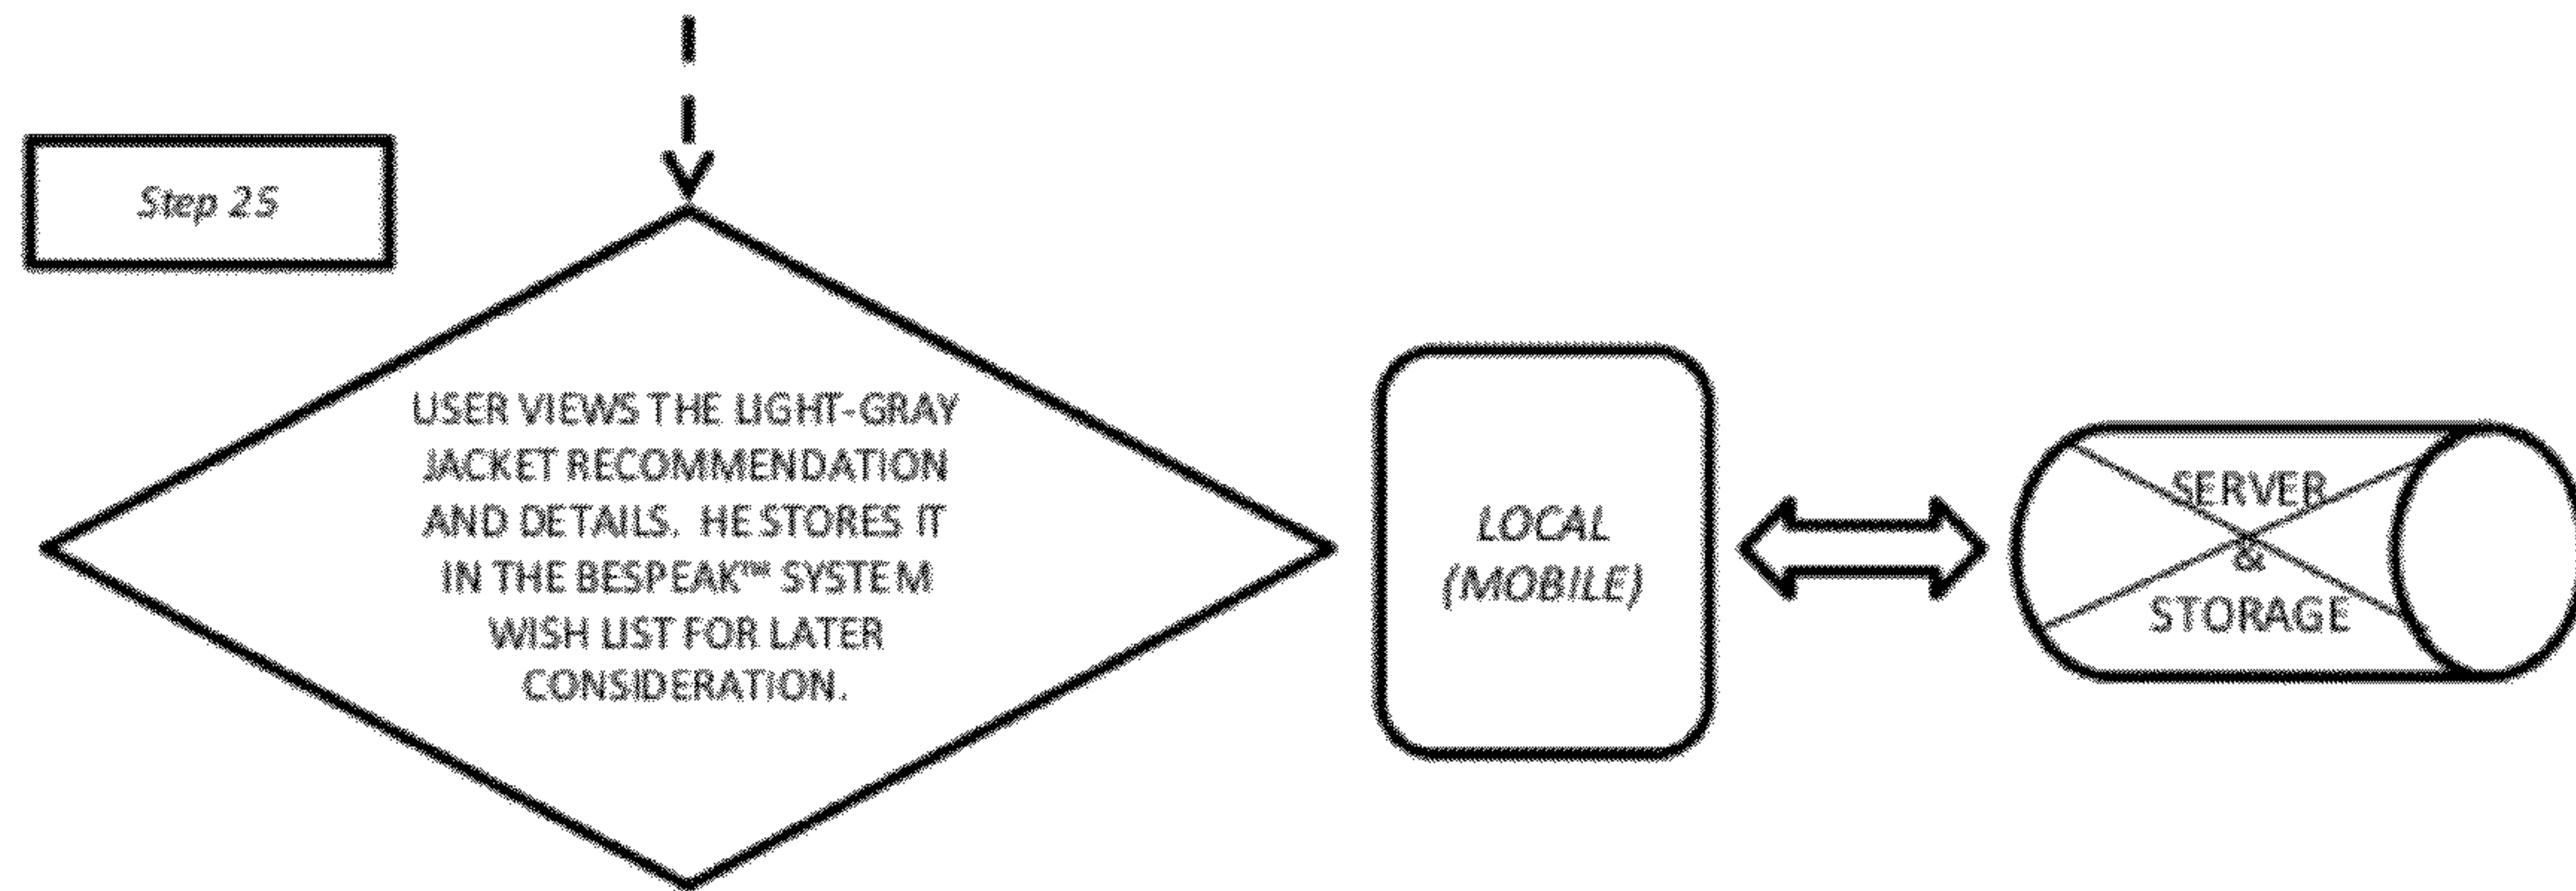 Step 25
USER VIEWS THE LIGHT-GRAY
JACKET RECOMMENDATION
AND DETAILS. HE STORES IT
IN THE BESPEAK™ SYSTEM
WISH LIST FOR LATER
CONSIDERATION.
LOCAL
(MOBILE)
SERVER
&
STORAGE